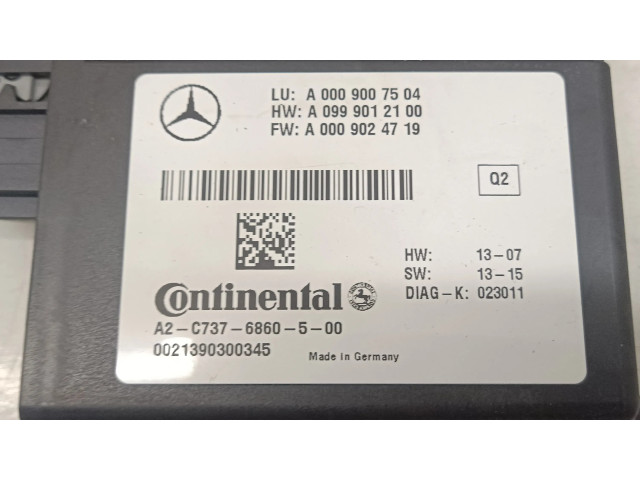 LU: A 000 900 75 04
HW: A 099 901 21 00
FW: A 000 902 47 19
Q2
HW: 13-07
SW: 13-15
DIAG-K: 023011
Continental
A2-C737-6860-5-00
0021390300345
Made in Germany